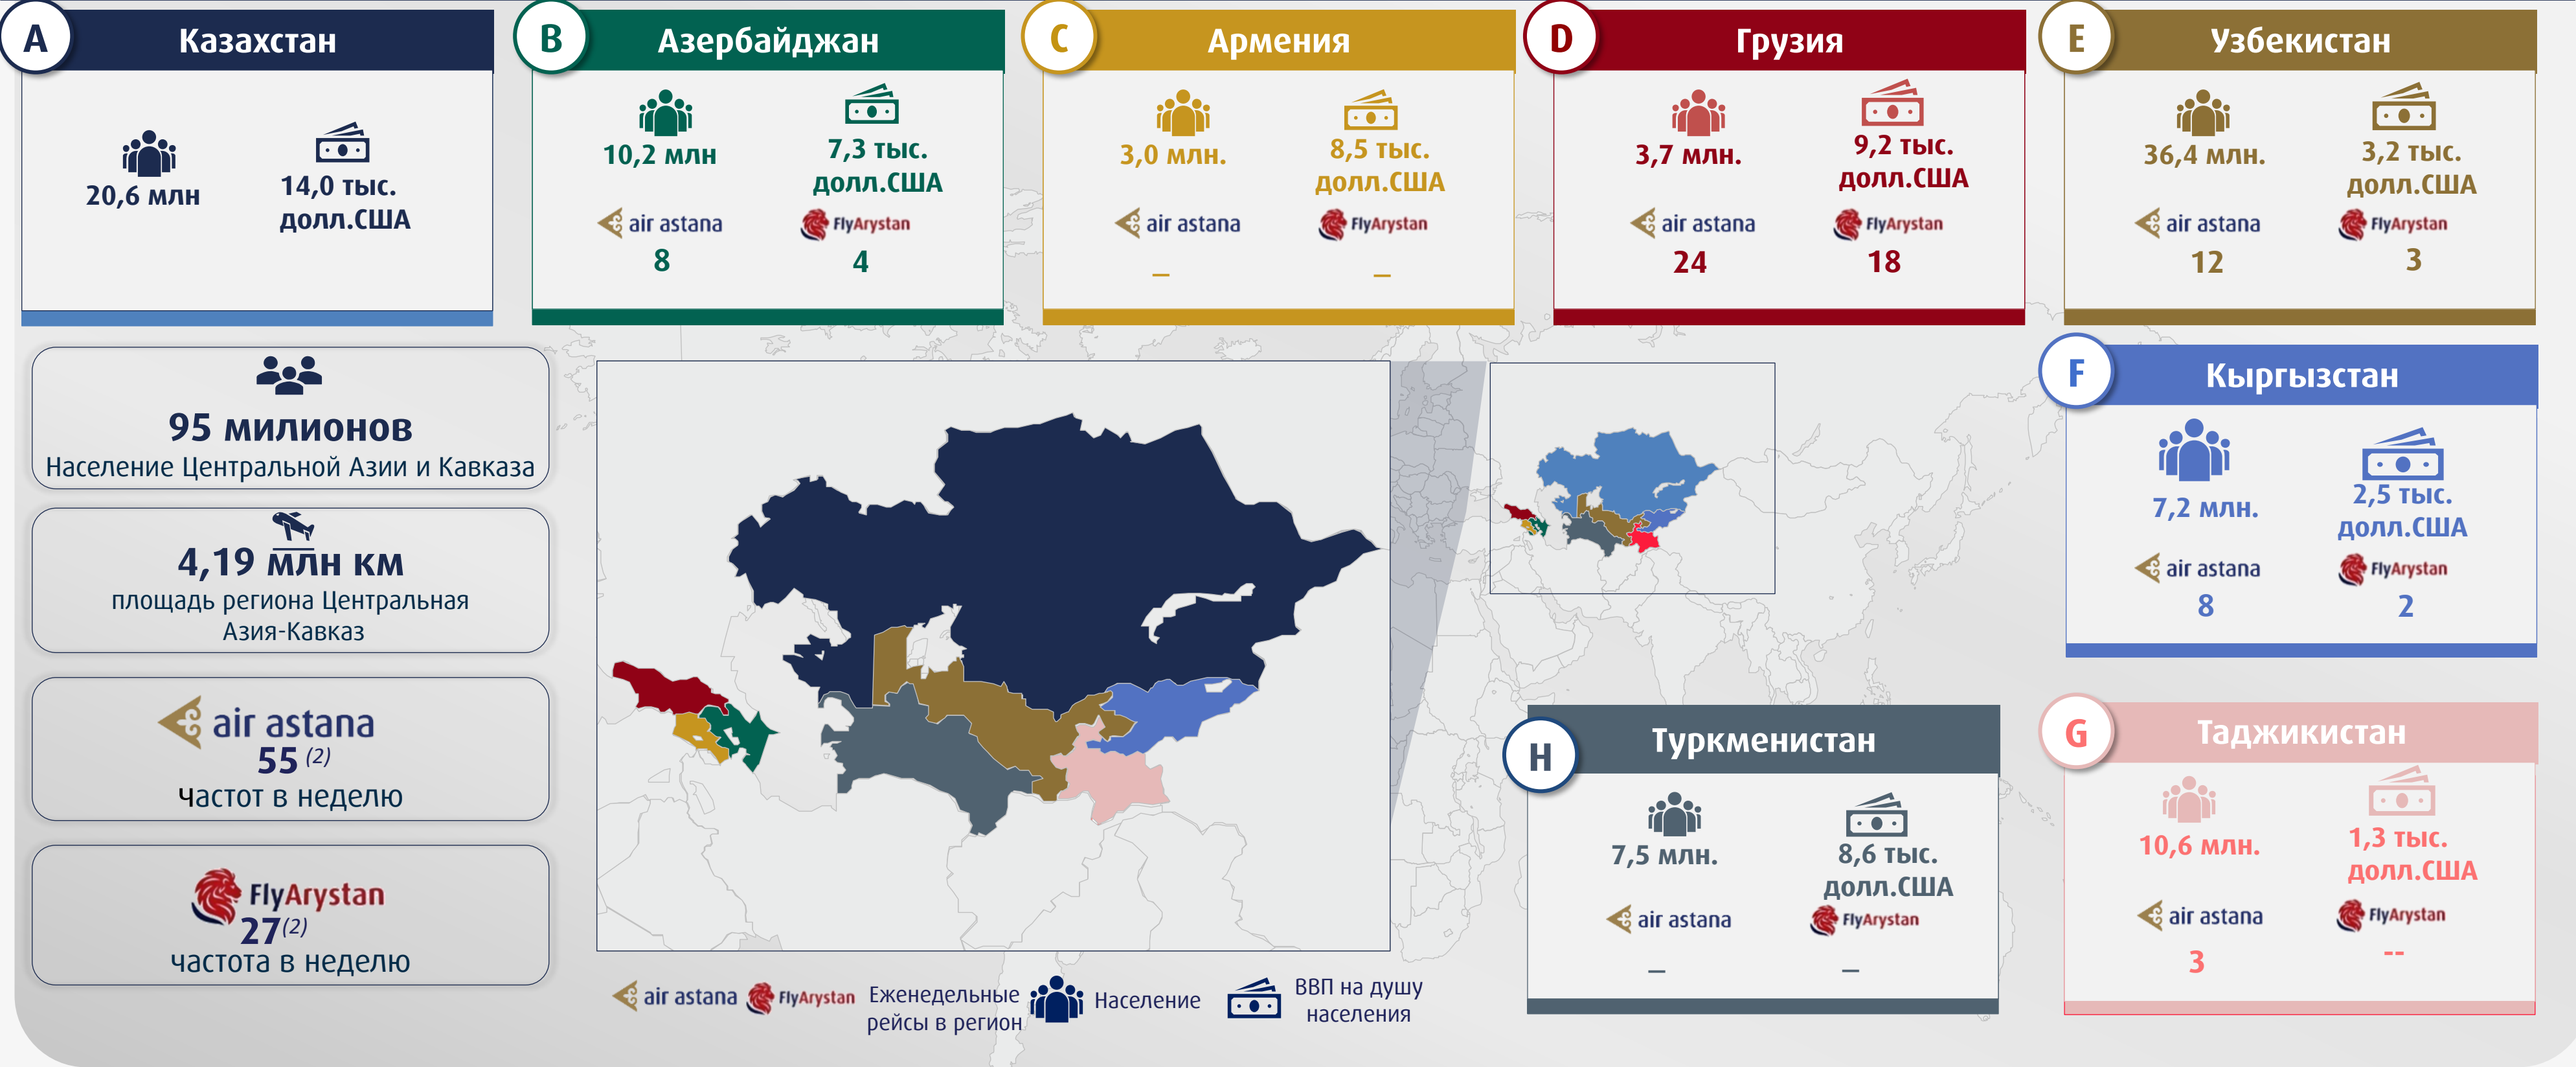 A
Казахстан
20,6 млн
14,0 тыс.
долл.США
B
Азербайджан
10,2 млн
7,3 тыс.
долл.США
air astana
FlyArystan
8
4
C
Армения
3,0 млн.
8,5 тыс.
долл.США
air astana
FlyArystan
–
–
D
Грузия
3,7 млн.
9,2 тыс.
долл.США
air astana
FlyArystan
24
18
E
Узбекистан
36,4 млн.
3,2 тыс.
долл.США
air astana
FlyArystan
12
3
95 милионов
Население Центральной Азии и Кавказа
4,19 млн км
площадь региона Центральная
Азия-Кавказ
air astana
55 (2)
Частот в неделю
FlyArystan
27(2)
частота в неделю
F
Кыргызстан
7,2 млн.
2,5 тыс.
долл.США
air astana
FlyArystan
8
2
H
Туркменистан
7,5 млн.
8,6 тыс.
долл.США
air astana
FlyArystan
–
–
G
Таджикистан
10,6 млн.
1,3 тыс.
долл.США
air astana
FlyArystan
3
--
air astana
FlyArystan
Еженедельные
рейсы в регион
Население
ВВП на душу
населения